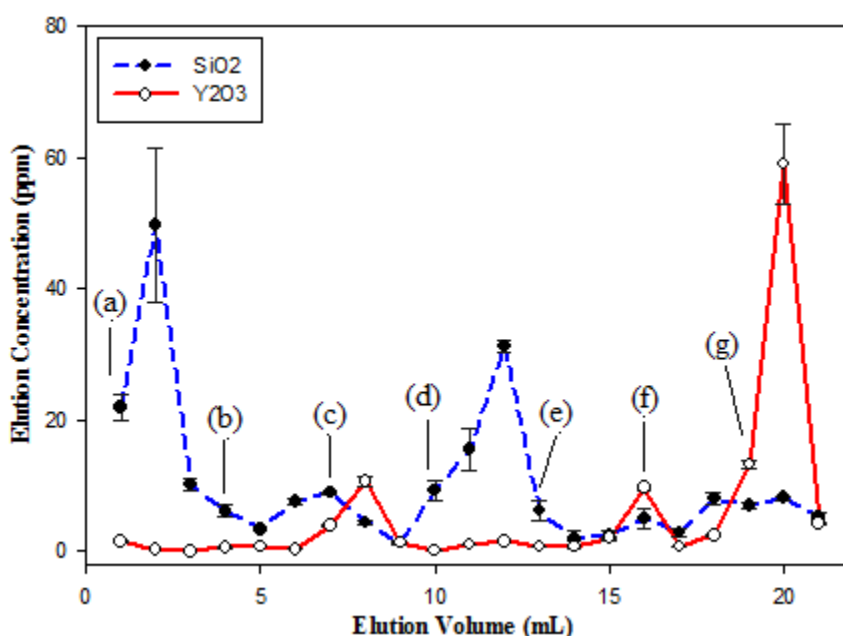 80
SiO2
Y2O3
60
40
20
0
Elution Concentration (ppm)
(a)
(b)
(c)
(d)
(e)
(f)
(g)
0 5 10 15 20
Elution Volume (mL)